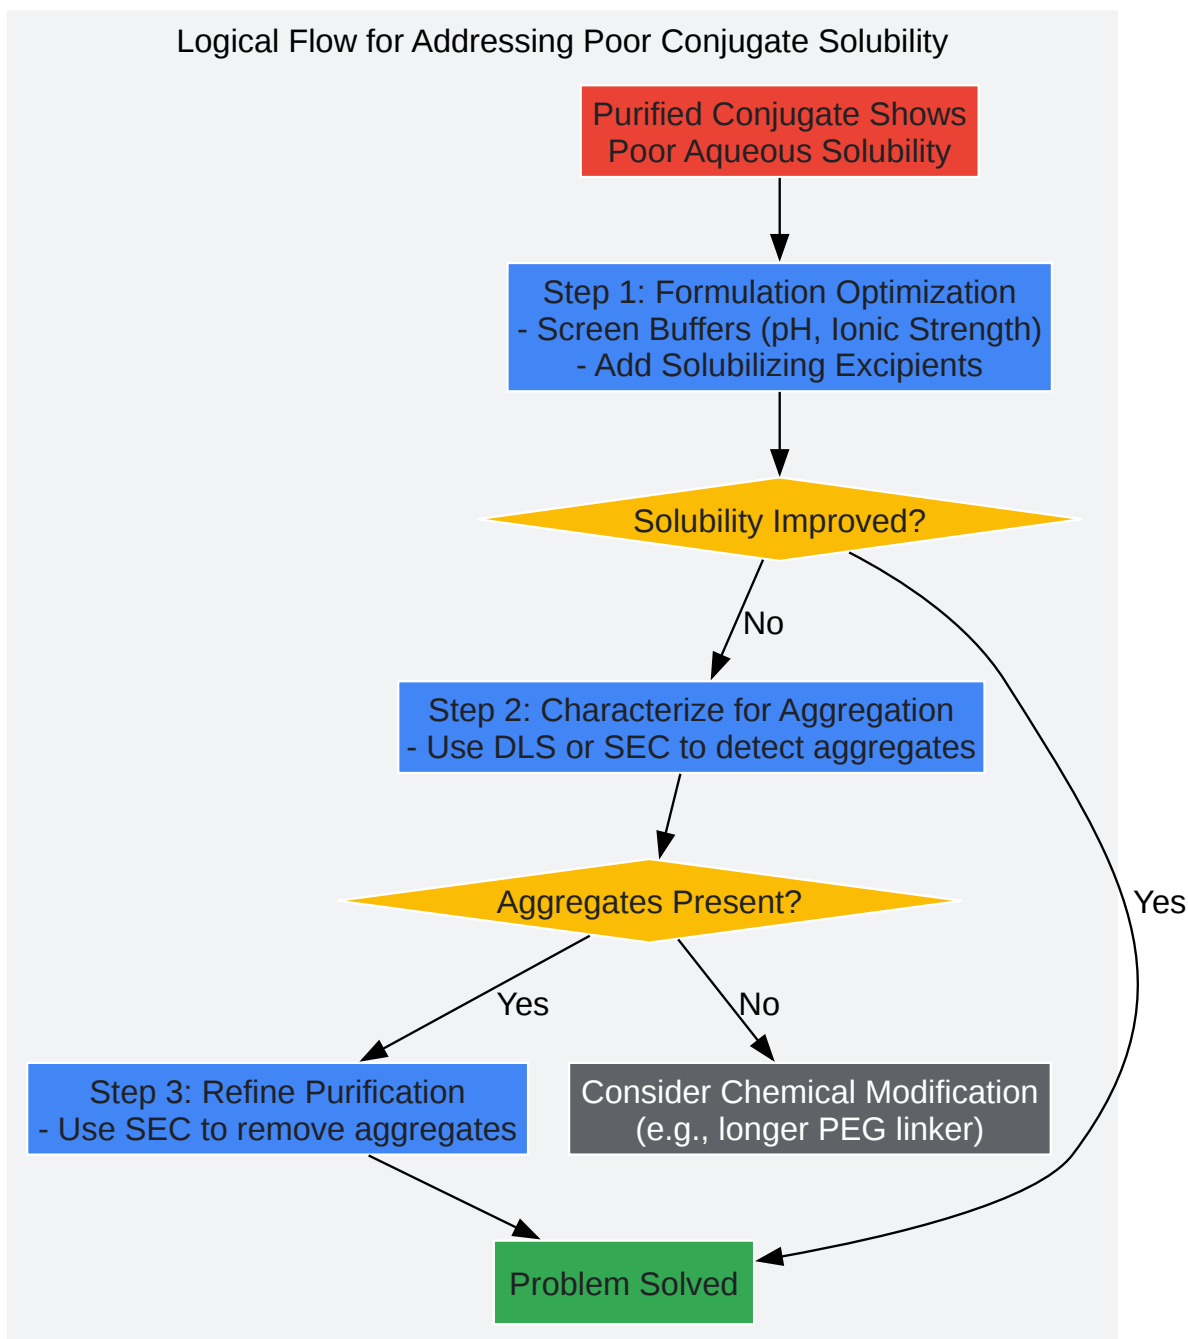 Logical Flow for Addressing Poor Conjugate Solubility
Purified Conjugate Shows
Poor Aqueous Solubility
Step 1: Formulation Optimization
- Screen Buffers (pH, Ionic Strength)
- Add Solubilizing Excipients
Solubility Improved?
No
Step 2: Characterize for Aggregation
- Use DLS or SEC to detect aggregates
Aggregates Present?
Yes
Yes
No
Step 3: Refine Purification
- Use SEC to remove aggregates
Consider Chemical Modification
(e.g., longer PEG linker)
Problem Solved